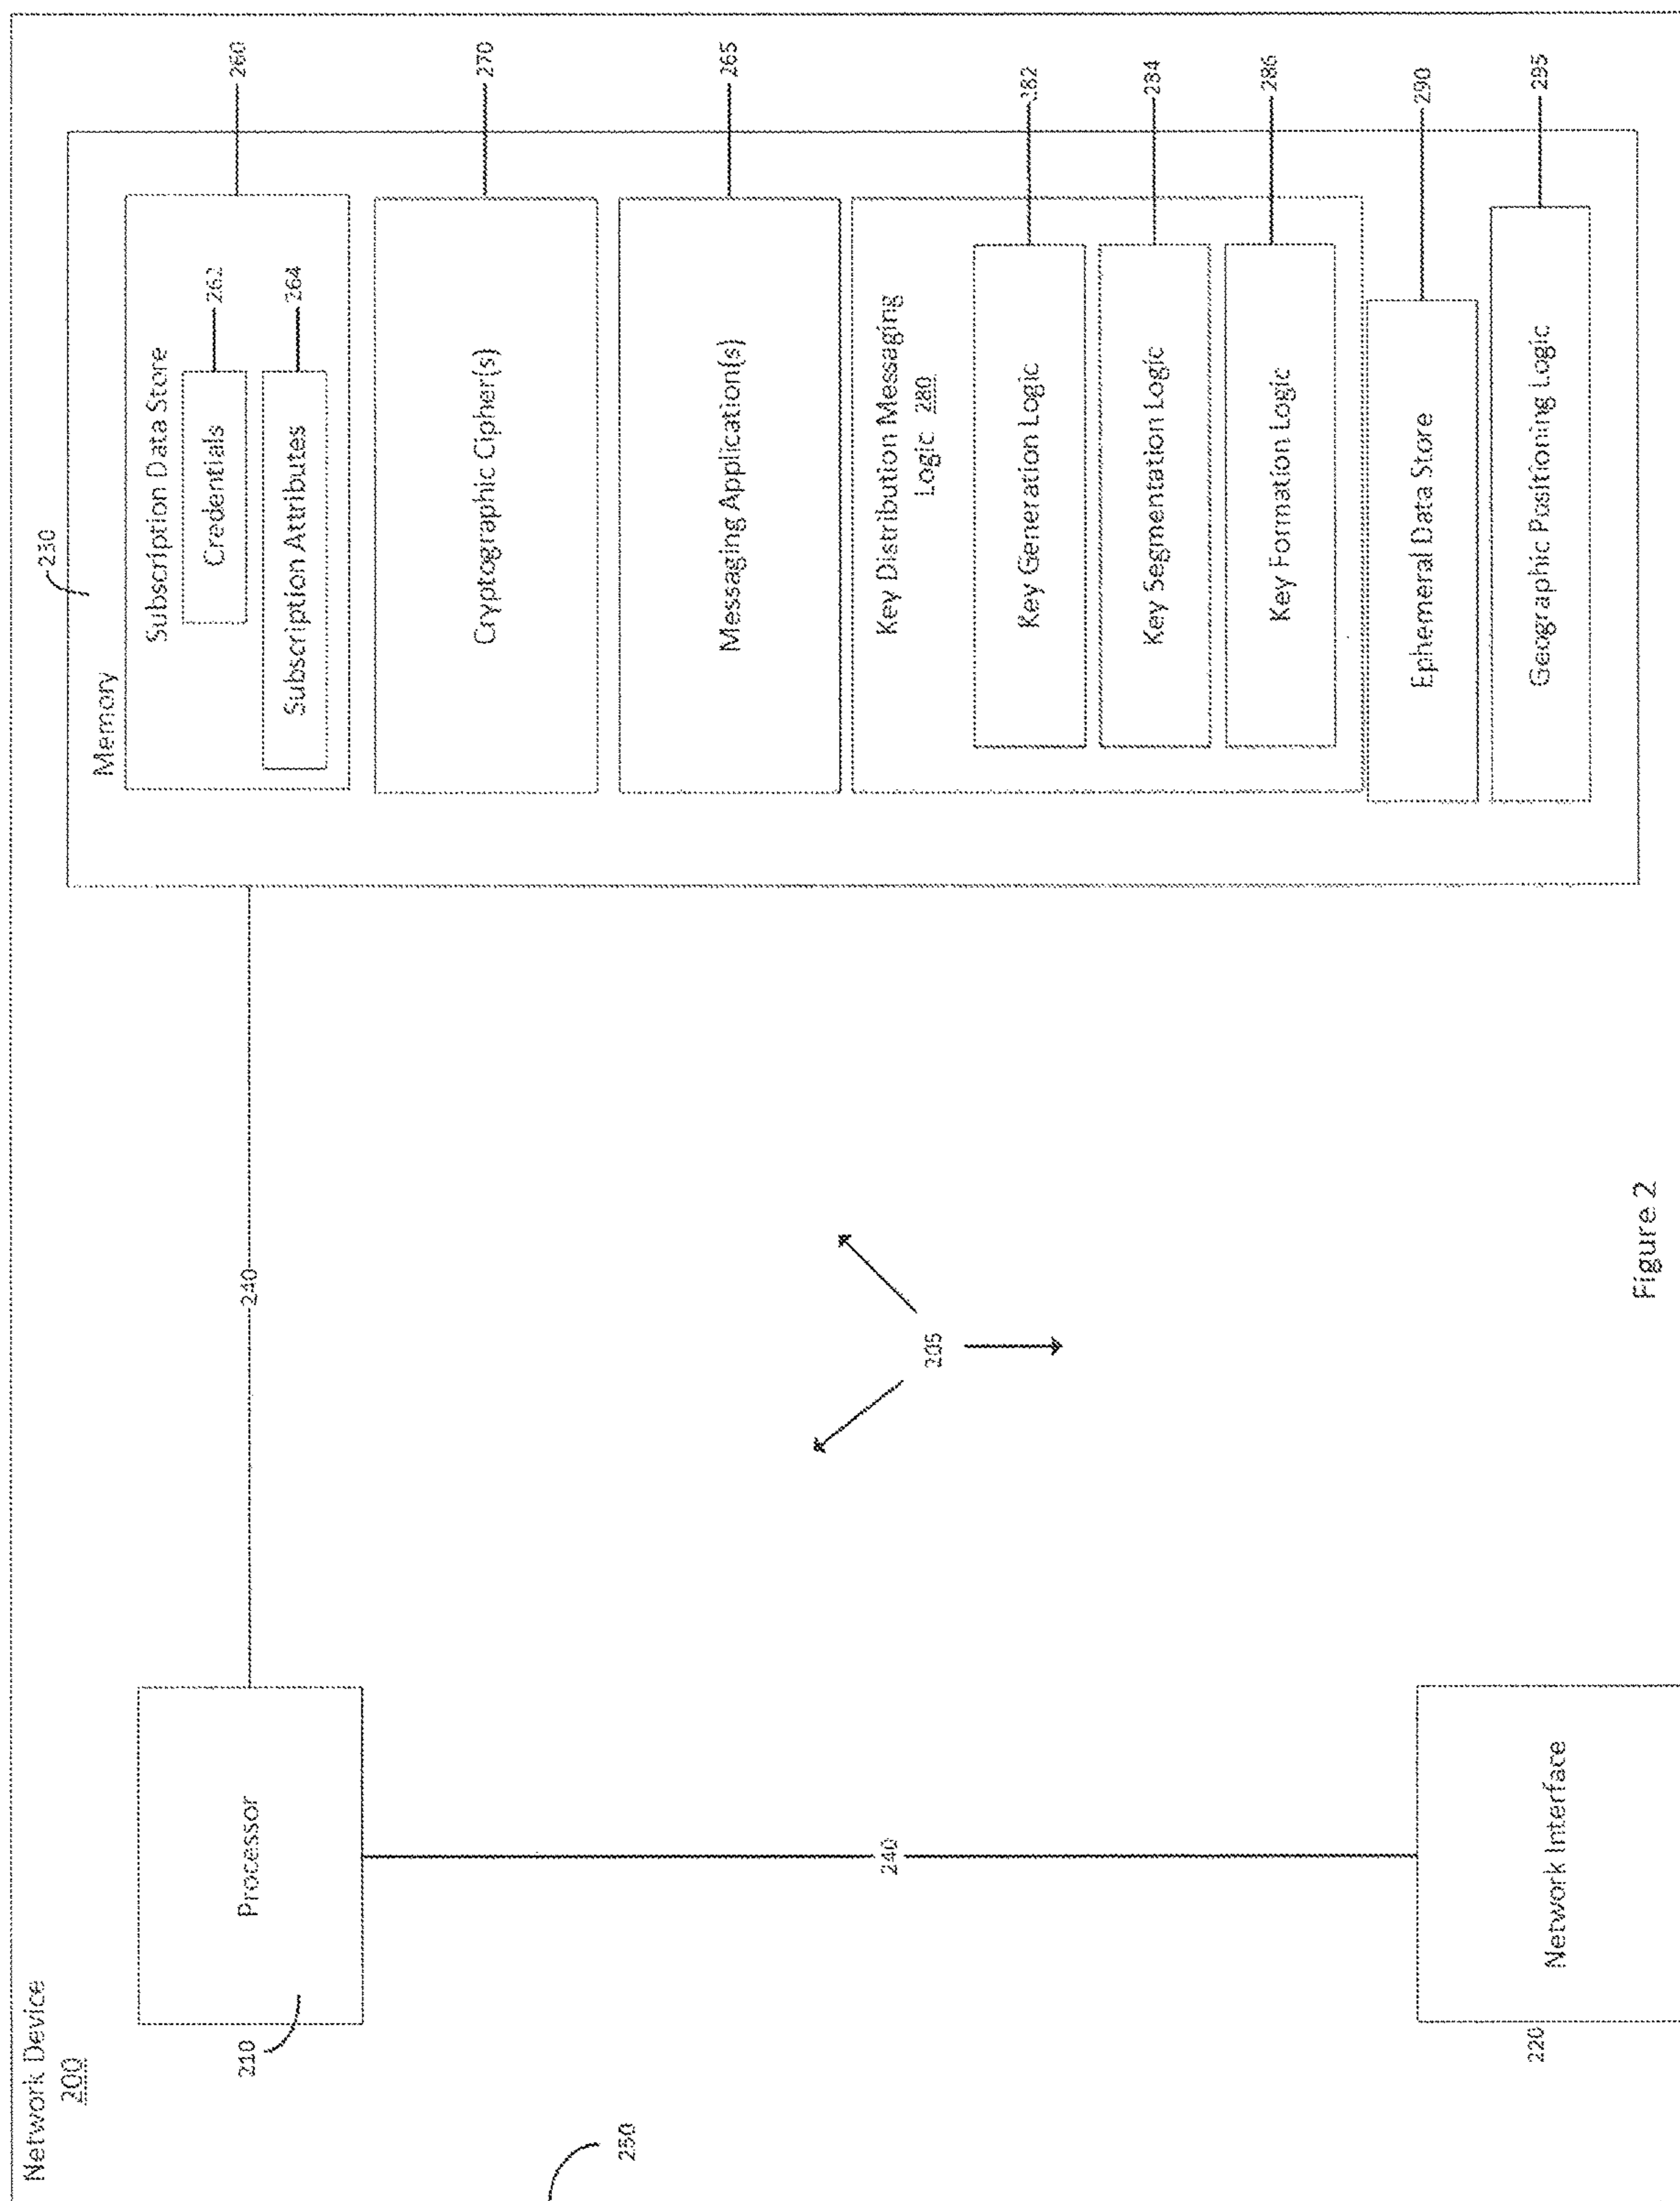 Network Device
200
Processor
210
240
Memory
230
Subscription Data Store
260
Credentials
262
Subscription Attributes
264
Cryptographic Cipher(s)
270
Messaging Application(s)
265
Key Distribution Messaging
Logic 280
Key Generation Logic
282
Key Segmentation Logic
284
Key Formation Logic
286
Ephemeral Data Store
290
Geographic Positioning Logic
295
205
240
250
Network Interface
220
Figure 2